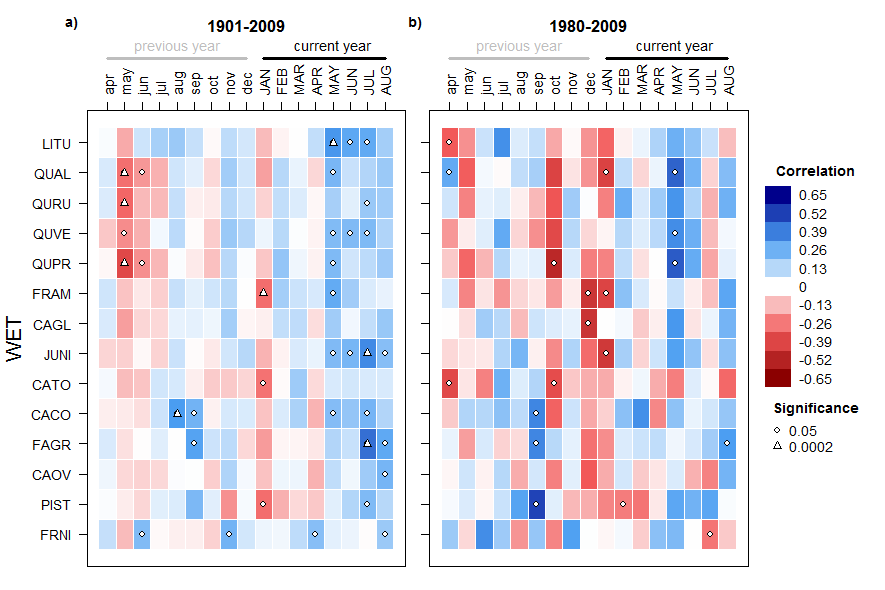 a) 1901-2009 b) 1980-2009
previous year current year previous year current year
apr may jun jul aug sep oct nov dec JAN FEB MAR APR MAY JUN JUL AUG apr may jun jul aug sep oct nov dec JAN FEB MAR APR MAY JUN JUL AUG
WET
LITU
QUAL
QURU
QUVE
QUPR
FRAM
CAGL
JUNI
CATO
CACO
FAGR
CAOV
PIST
FRNI
Correlation
0.65
0.52
0.39
0.26
0.13
0
-0.13
-0.26
-0.39
-0.52
-0.65
Significance
0.05
0.0002